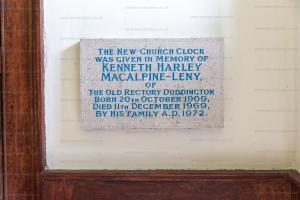 The New Church Clock
was given in Memory of
Kenneth Harley
Macalpine-Leny,
of
The Old Rectory Doddington
Born 20th October 1909,
Died 11th December 1969,
By his Family A.D. 1972.